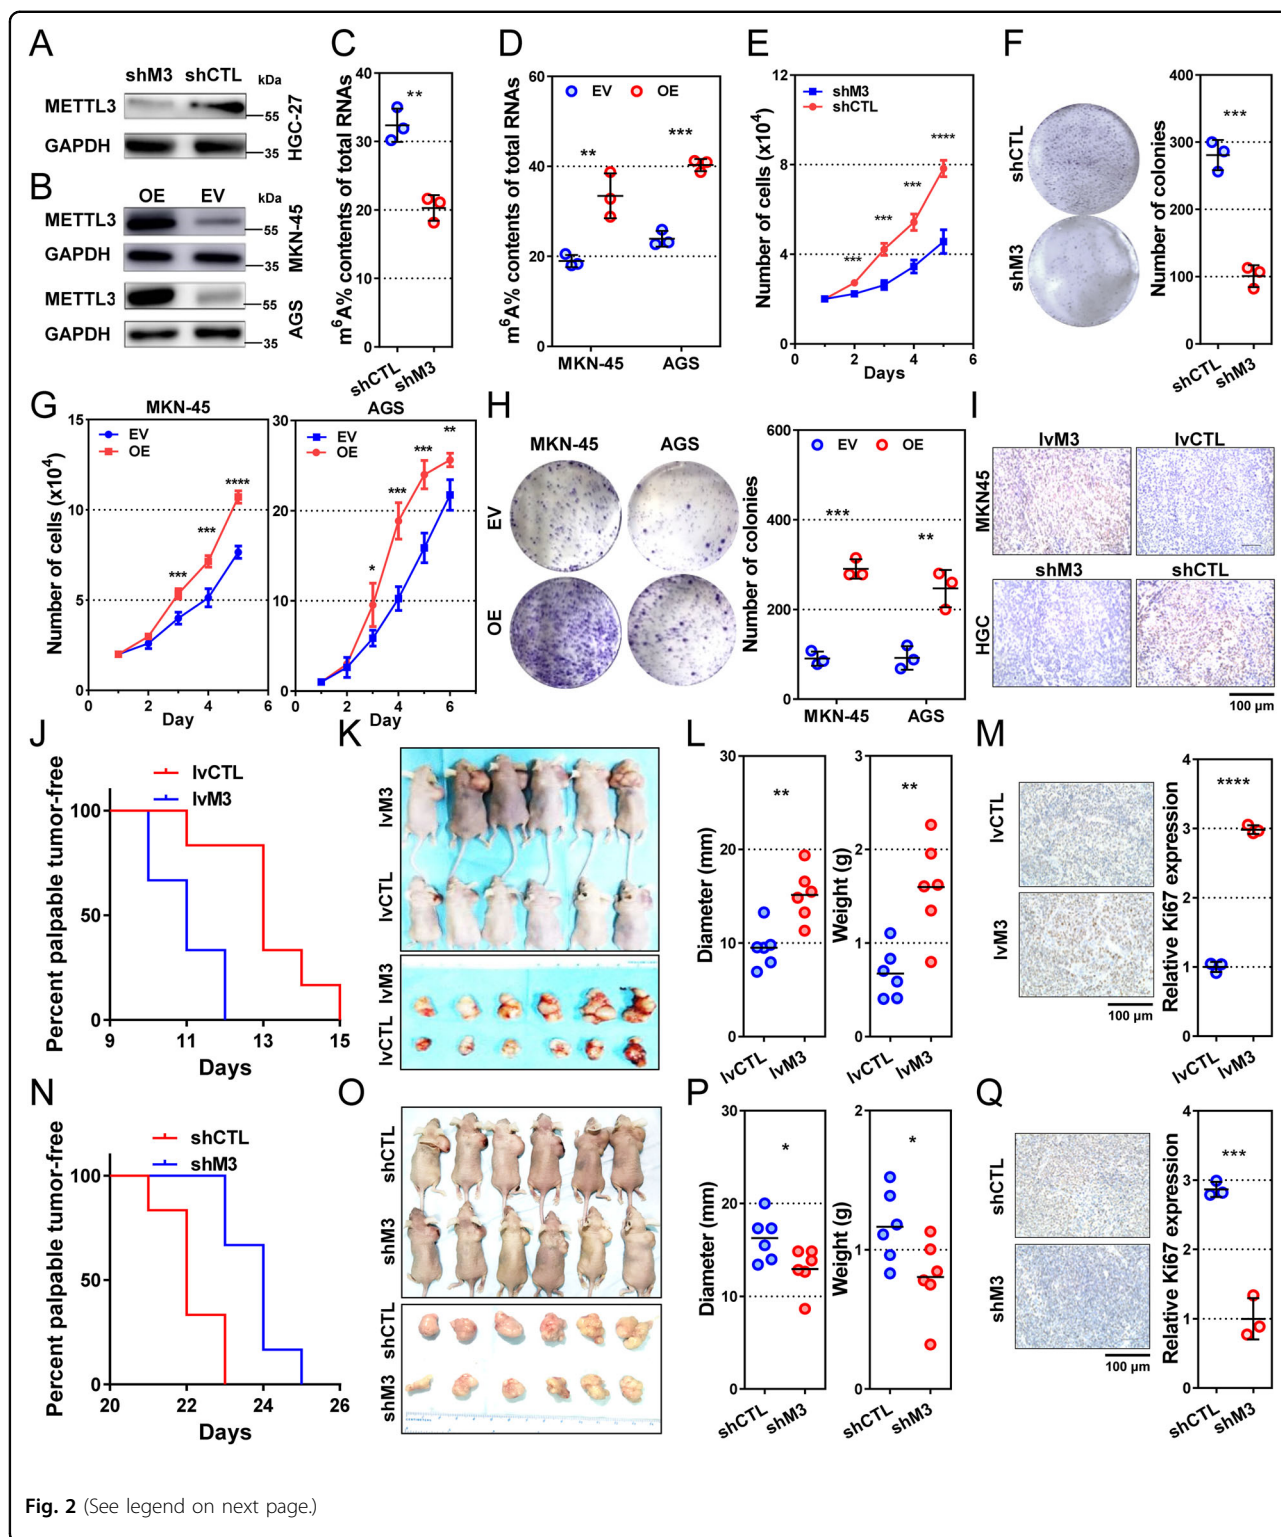 A
shM3 shCTL kDa
METTL3 55
GAPDH 35
HGC-27
B
OE EV kDa
METTL3 55
GAPDH 35
MKN-45
METTL3 55
GAPDH 35
AGS
C
m⁶A% contents of total RNAs
40
30
20
10
0
**
shCTL shM3
D
m⁶A% contents of total RNAs
60
40
20
0
EV OE
** ***
MKN-45 AGS
E
Number of cells (x10⁴)
12
8
4
0
shM3
shCTL
*** *** *** ****
0 2 4 6
Days
F
shCTL
shM3
Number of colonies
400
300
200
100
0
***
shCTL shM3
G
MKN-45
Number of cells (x10⁴)
15
10
5
0
EV
OE
*** *** ****
0 2 4 6
Day
AGS
30
20
10
0
EV
OE
* *** *** **
0 2 4 6
Day
H
MKN-45 AGS
EV
OE
Number of colonies
600
400
200
0
EV OE
*** **
MKN-45 AGS
I
lvM3 lvCTL
MKN45
shM3 shCTL
HGC
100 µm
J
lvCTL
lvM3
Percent palpable tumor-free
100
50
0
9 11 13 15
Days
K
lvM3
lvCTL
lvM3
lvCTL
L
Diameter (mm)
30
20
10
0
**
lvCTL lvM3
Weight (g)
3
2
1
0
**
lvCTL lvM3
M
lvCTL
lvM3
100 µm
Relative Ki67 expression
4
3
2
1
0
****
lvCTL lvM3
N
shCTL
shM3
Percent palpable tumor-free
100
50
0
20 22 24 26
Days
O
shCTL
shM3
shCTL
shM3
P
Diameter (mm)
30
20
10
0
*
shCTL shM3
Weight (g)
2
1
0
*
shCTL shM3
Q
shCTL
shM3
100 µm
Relative Ki67 expression
4
3
2
1
0
***
shCTL shM3
Fig. 2 (See legend on next page.)